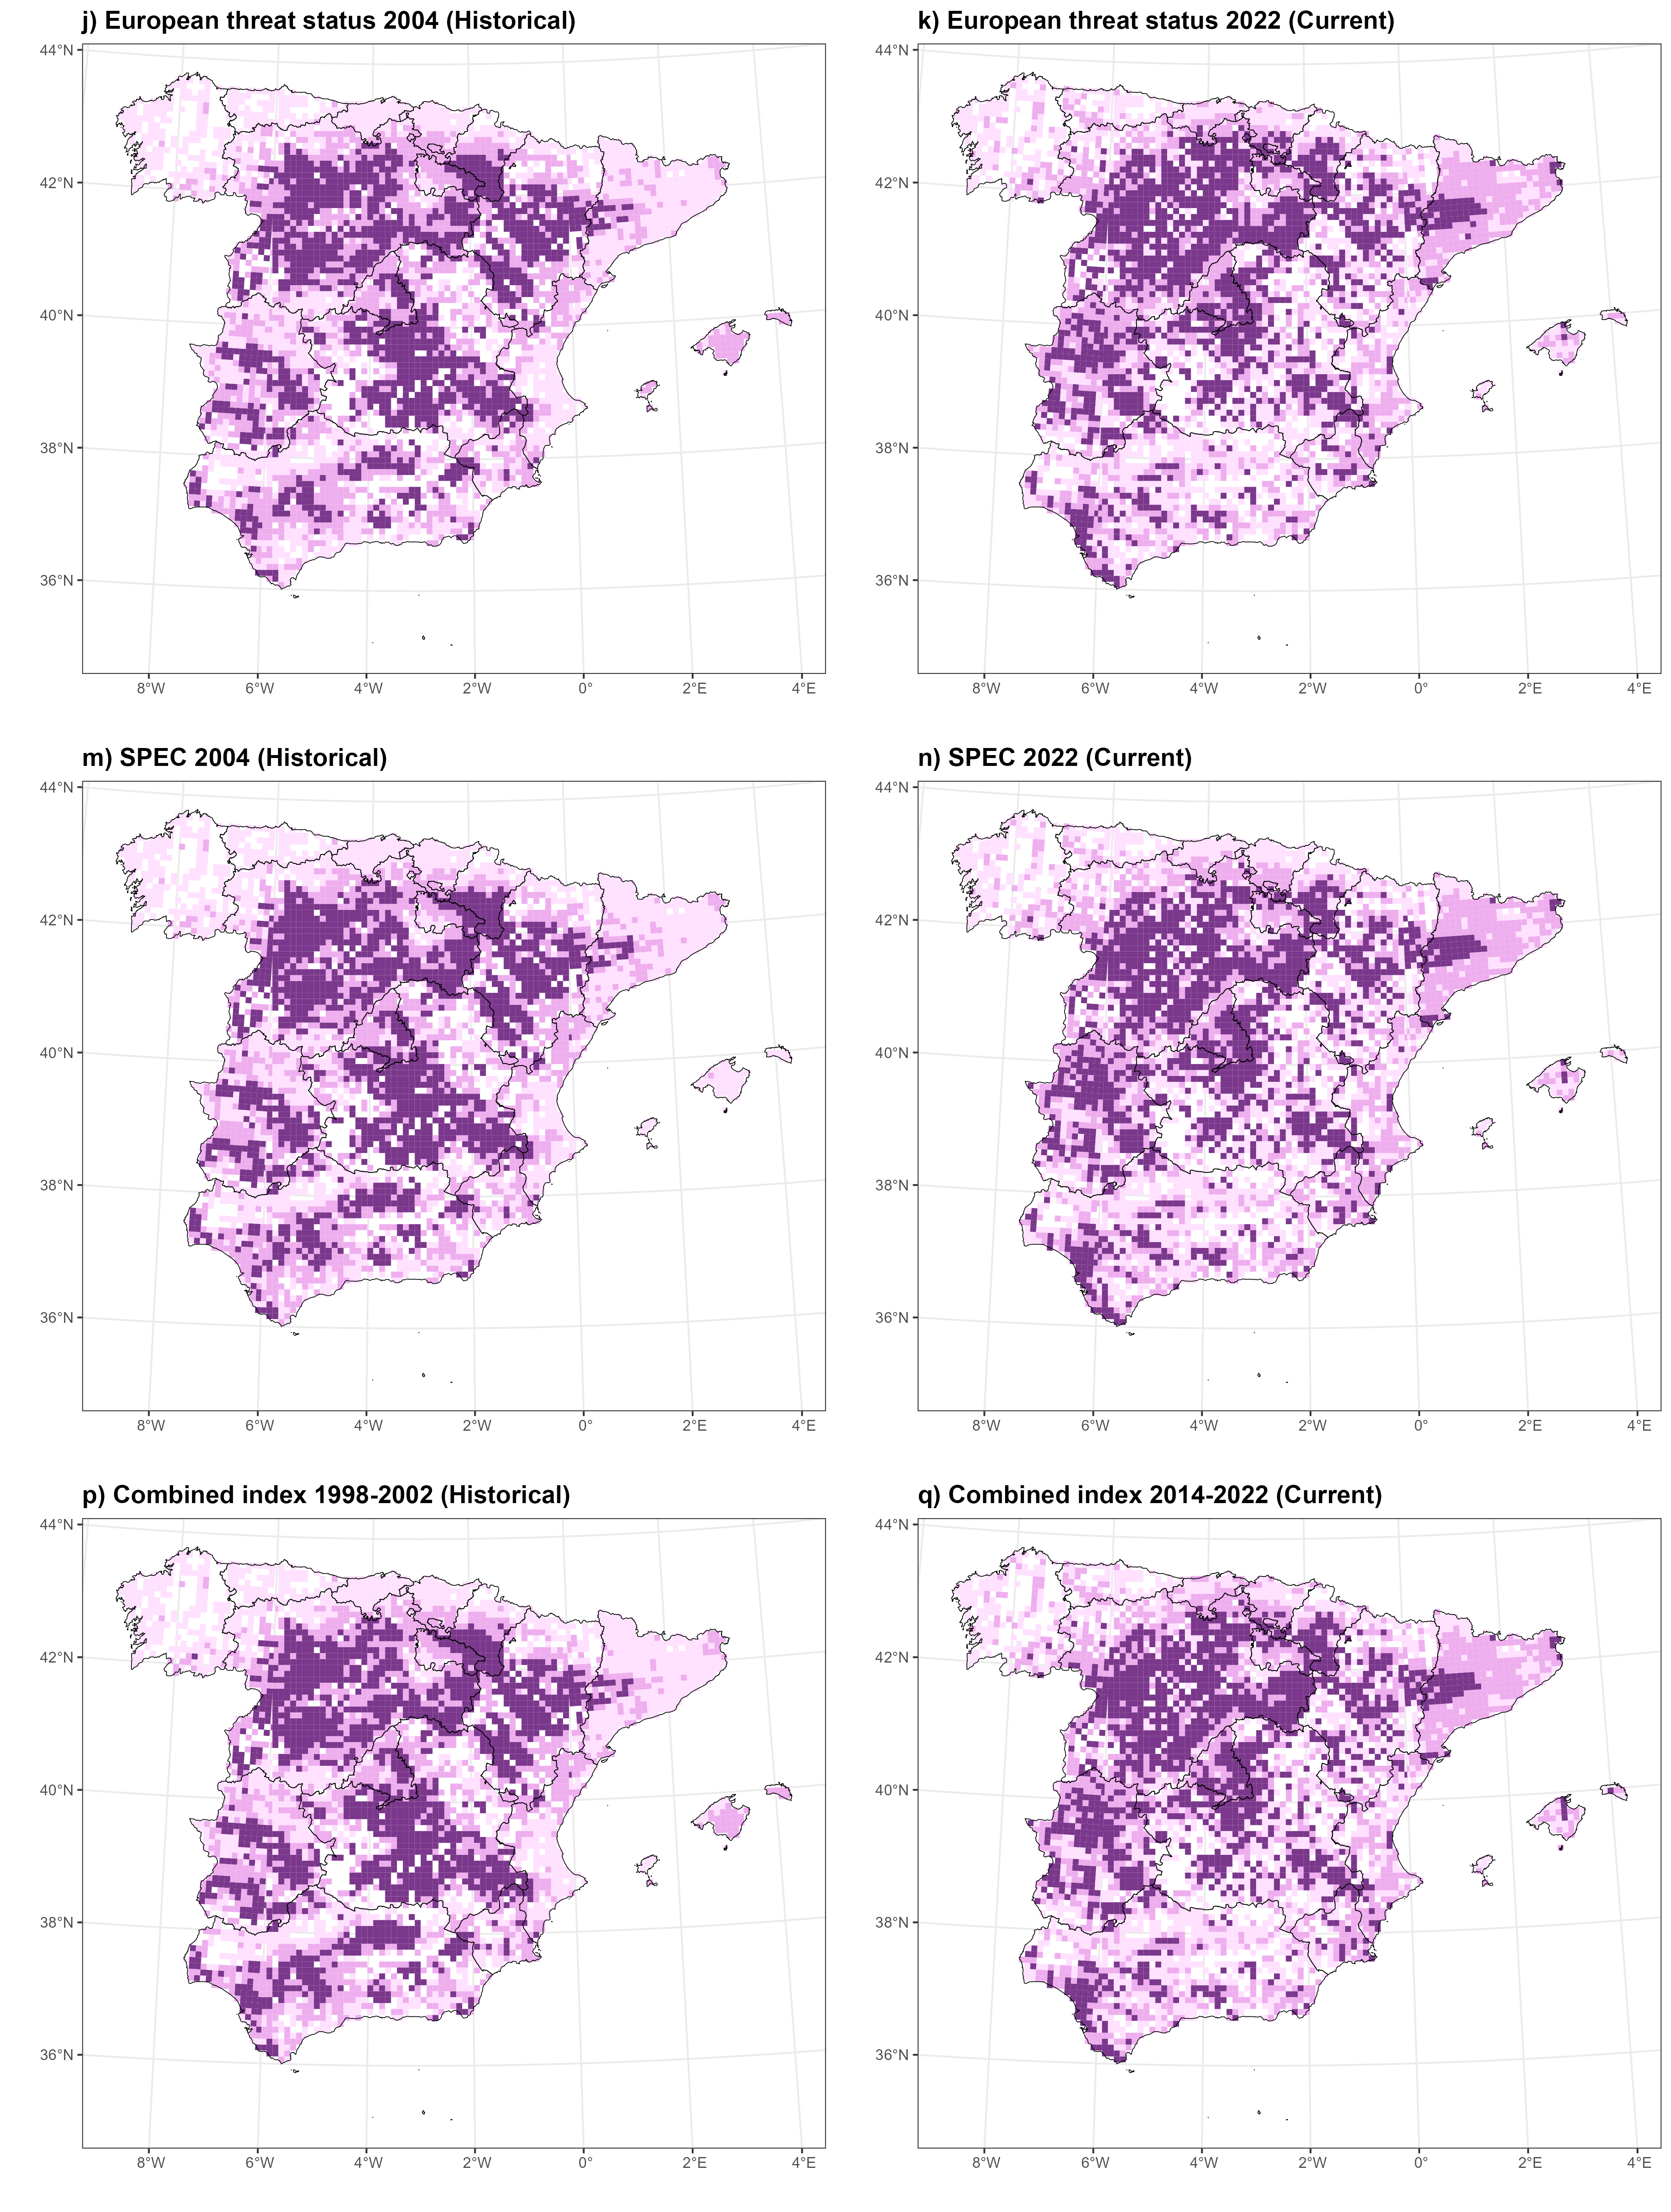 j) European threat status 2004 (Historical)
k) European threat status 2022 (Current)
44°N
42°N
40°N
38°N
36°N
8°W 6°W 4°W 2°W 0° 2°E 4°E
44°N
42°N
40°N
38°N
36°N
8°W 6°W 4°W 2°W 0° 2°E 4°E
m) SPEC 2004 (Historical)
n) SPEC 2022 (Current)
44°N
42°N
40°N
38°N
36°N
8°W 6°W 4°W 2°W 0° 2°E 4°E
44°N
42°N
40°N
38°N
36°N
8°W 6°W 4°W 2°W 0° 2°E 4°E
p) Combined index 1998-2002 (Historical)
q) Combined index 2014-2022 (Current)
44°N
42°N
40°N
38°N
36°N
8°W 6°W 4°W 2°W 0° 2°E 4°E
44°N
42°N
40°N
38°N
36°N
8°W 6°W 4°W 2°W 0° 2°E 4°E